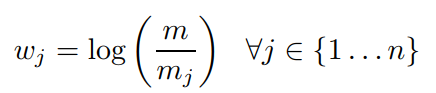 w_j = log ( m / m_j ) ∀j ∈ {1 . . . n}